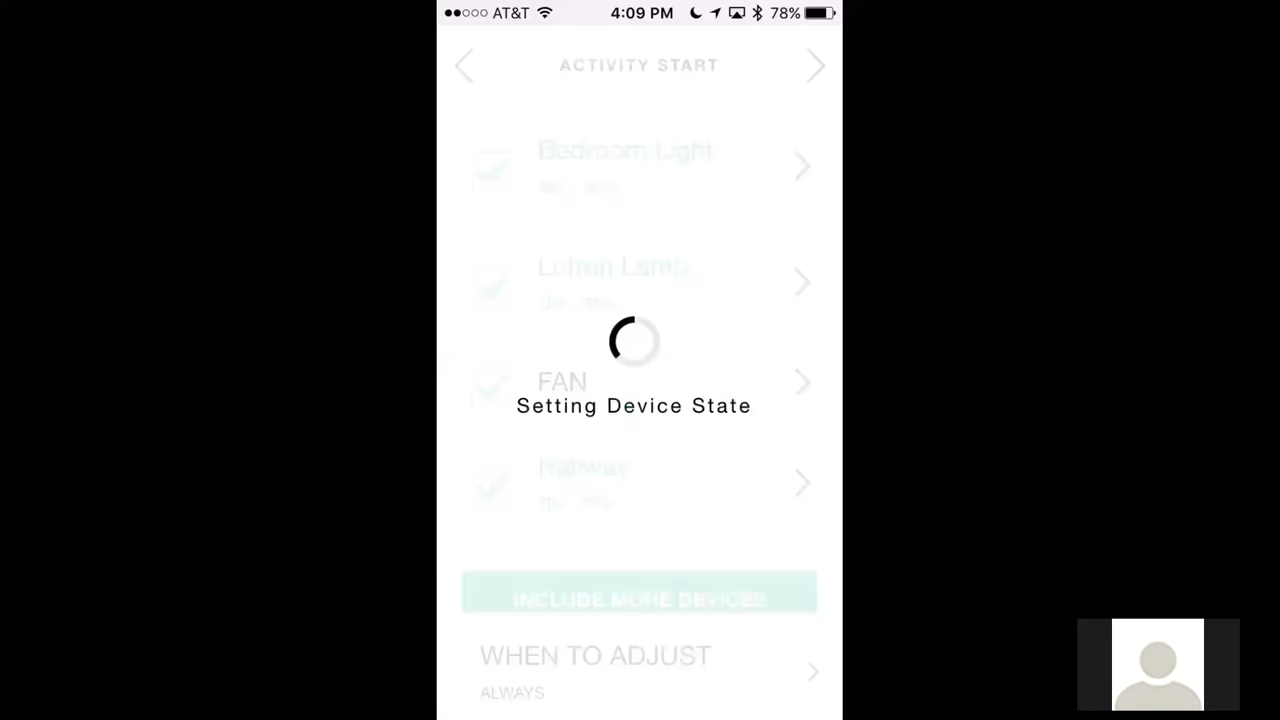 AT&T 4:09 PM 78%
ACTIVITY START
Bedroom Light
Lutron Lamp
FAN
Setting Device State
Hallway
INCLUDE MORE DEVICES
WHEN TO ADJUST
ALWAYS